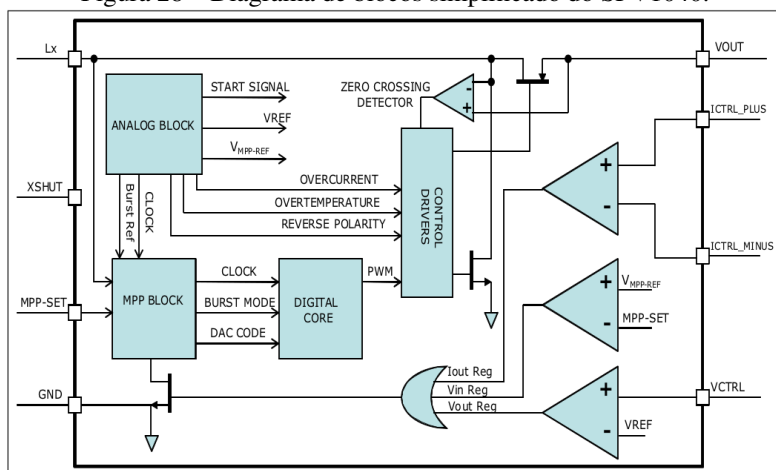 Figura 28 – Diagrama de blocos simplificado do SPV1040.
Lx
VOUT
START SIGNAL
ZERO CROSSING
DETECTOR
-
+
ANALOG BLOCK
VREF
ICTRL_PLUS
VMPP-REF
+
XSHUT
Burst Ref
CLOCK
OVERCURRENT
OVERTEMPERATURE
REVERSE POLARITY
CONTROL
DRIVERS
-
ICTRL_MINUS
CLOCK
PWM
MPP BLOCK
BURST MODE
DIGITAL
CORE
DAC CODE
MPP-SET
+
VMPP-REF
-
MPP-SET
GND
Iout Reg
Vin Reg
Vout Reg
+
VCTRL
-
VREF